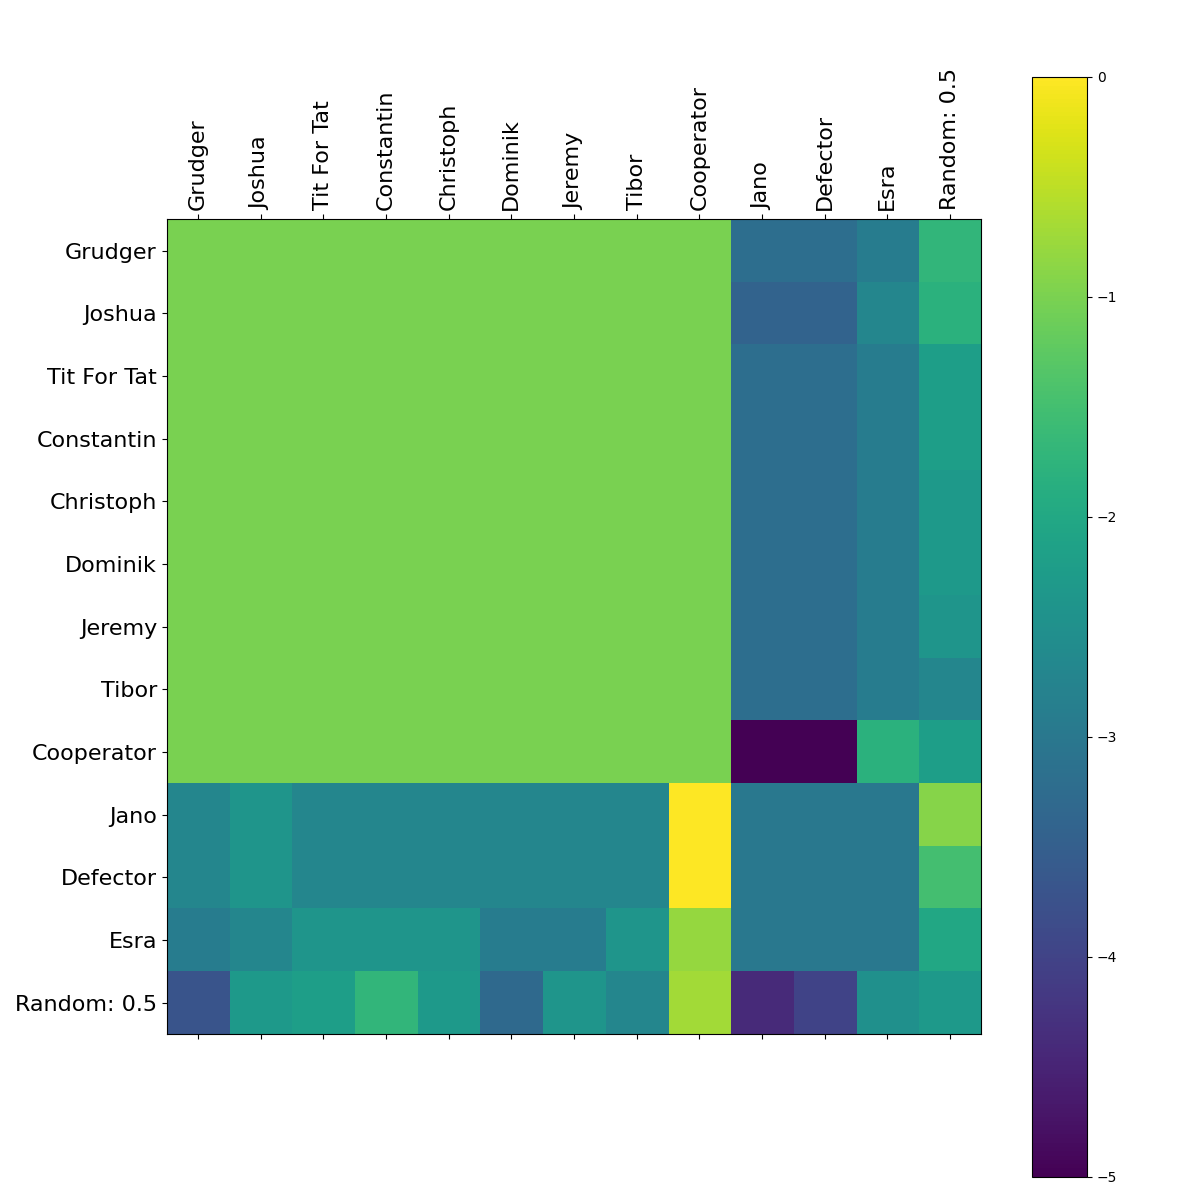 Grudger
Joshua
Tit For Tat
Constantin
Christoph
Dominik
Jeremy
Tibor
Cooperator
Jano
Defector
Esra
Random: 0.5
Grudger
Joshua
Tit For Tat
Constantin
Christoph
Dominik
Jeremy
Tibor
Cooperator
Jano
Defector
Esra
Random: 0.5
0
−1
−2
−3
−4
−5